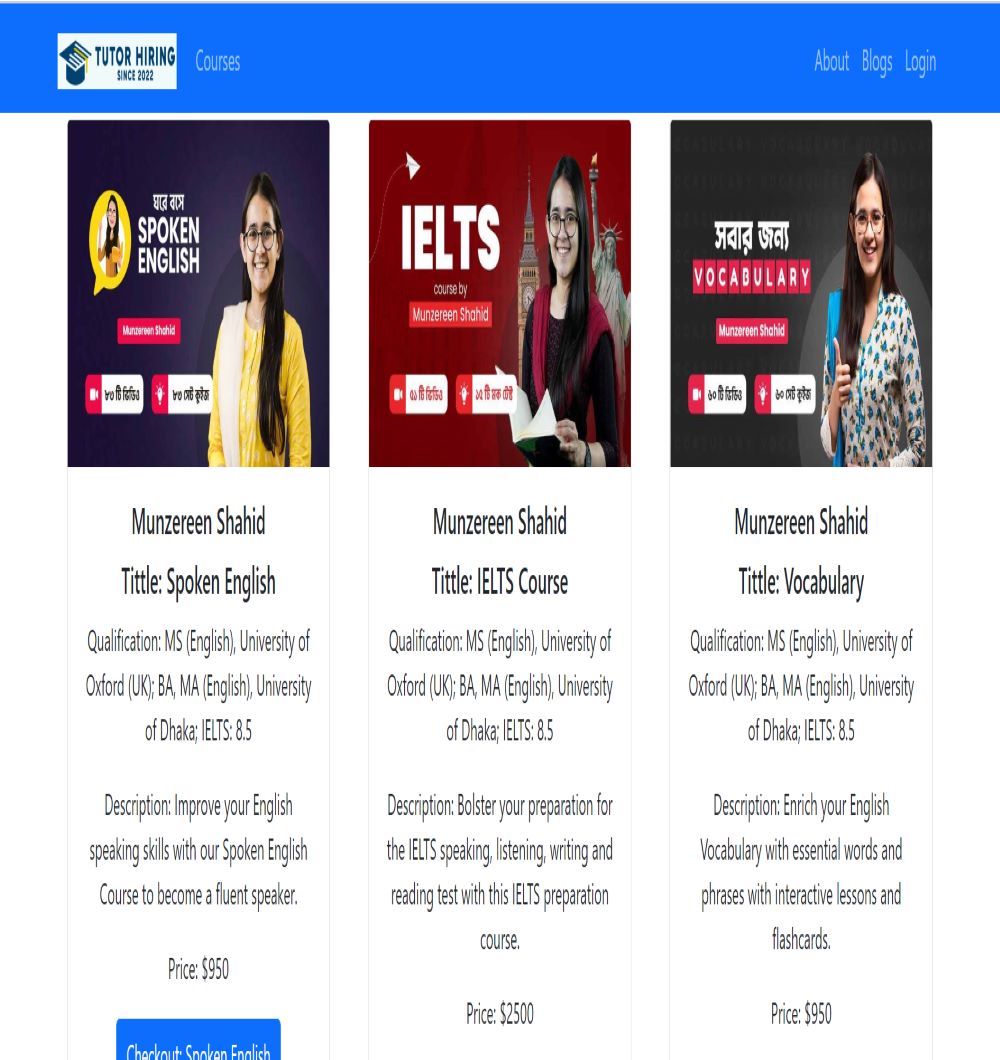 TUTOR HIRING
SINCE 2022
Courses
About
Blogs
Login
ঘরে বসে
SPOKEN
ENGLISH
Munzereen Shahid
৮৩ টি ভিডিও
৮৩ সেট কুইজ
Munzereen Shahid
Tittle: Spoken English
Qualification: MS (English), University of
Oxford (UK); BA, MA (English), University
of Dhaka; IELTS: 8.5
Description: Improve your English
speaking skills with our Spoken English
Course to become a fluent speaker.
Price: $950
Checkout: Spoken English
IELTS
course by
Munzereen Shahid
৫১ টি ভিডিও
Munzereen Shahid
Tittle: IELTS Course
Qualification: MS (English), University of
Oxford (UK); BA, MA (English), University
of Dhaka; IELTS: 8.5
Description: Bolster your preparation for
the IELTS speaking, listening, writing and
reading test with this IELTS preparation
course.
Price: $2500
সবার জন্য
VOCABULARY
Munzereen Shahid
৬০ টি ভিডিও
৬০ সেট কুইজ
Munzereen Shahid
Tittle: Vocabulary
Qualification: MS (English), University of
Oxford (UK); BA, MA (English), University
of Dhaka; IELTS: 8.5
Description: Enrich your English
Vocabulary with essential words and
phrases with interactive lessons and
flashcards.
Price: $950